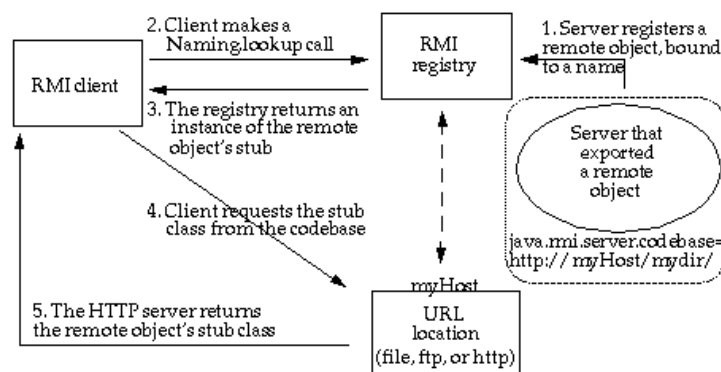 2. Client makes a
Naming.lookup call
RMI
registry
1. Server registers a
remote object, bound
to a name
RMI client
3. The registry returns an
instance of the remote
object's stub
Server that
exported
a remote
object
4. Client requests the stub
class from the codebase
java.rmi.server.codebase=
http://myHost/mydir/
myHost
5. The HTTP server returns
the remote object's stub class
URL
location
(file, ftp, or http)